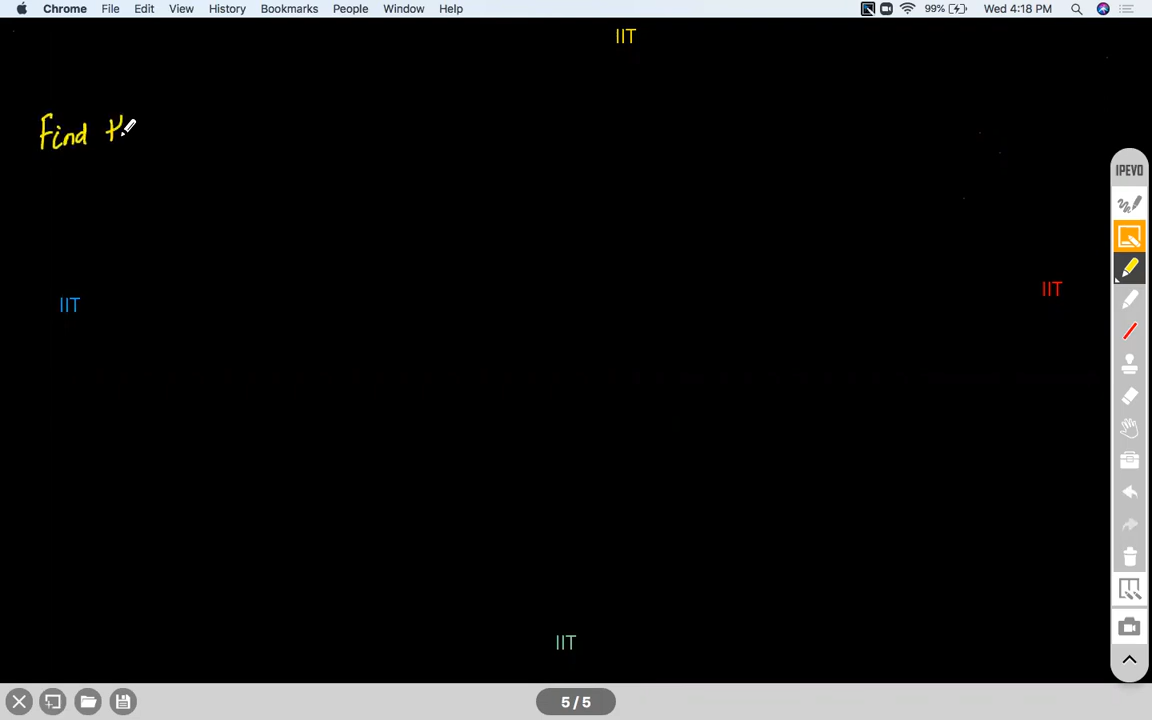 Chrome File Edit View History Bookmarks People Window Help 99% Wed 4:18 PM
IIT
Find
IPEVO
IIT
IIT
IIT
5 / 5